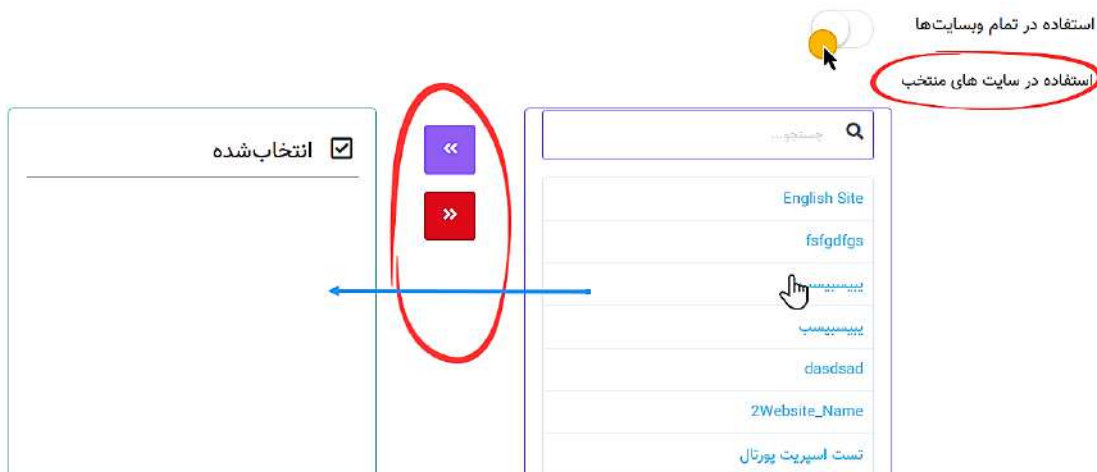 استفاده در تمام وبسایت‌ها
استفاده در سایت های منتخب
جستجو...
English Site
fsfgdfgs
یبیسبیسب
dasdsad
2Website_Name
تست اسپریت پورتال
انتخاب‌شده
»
«